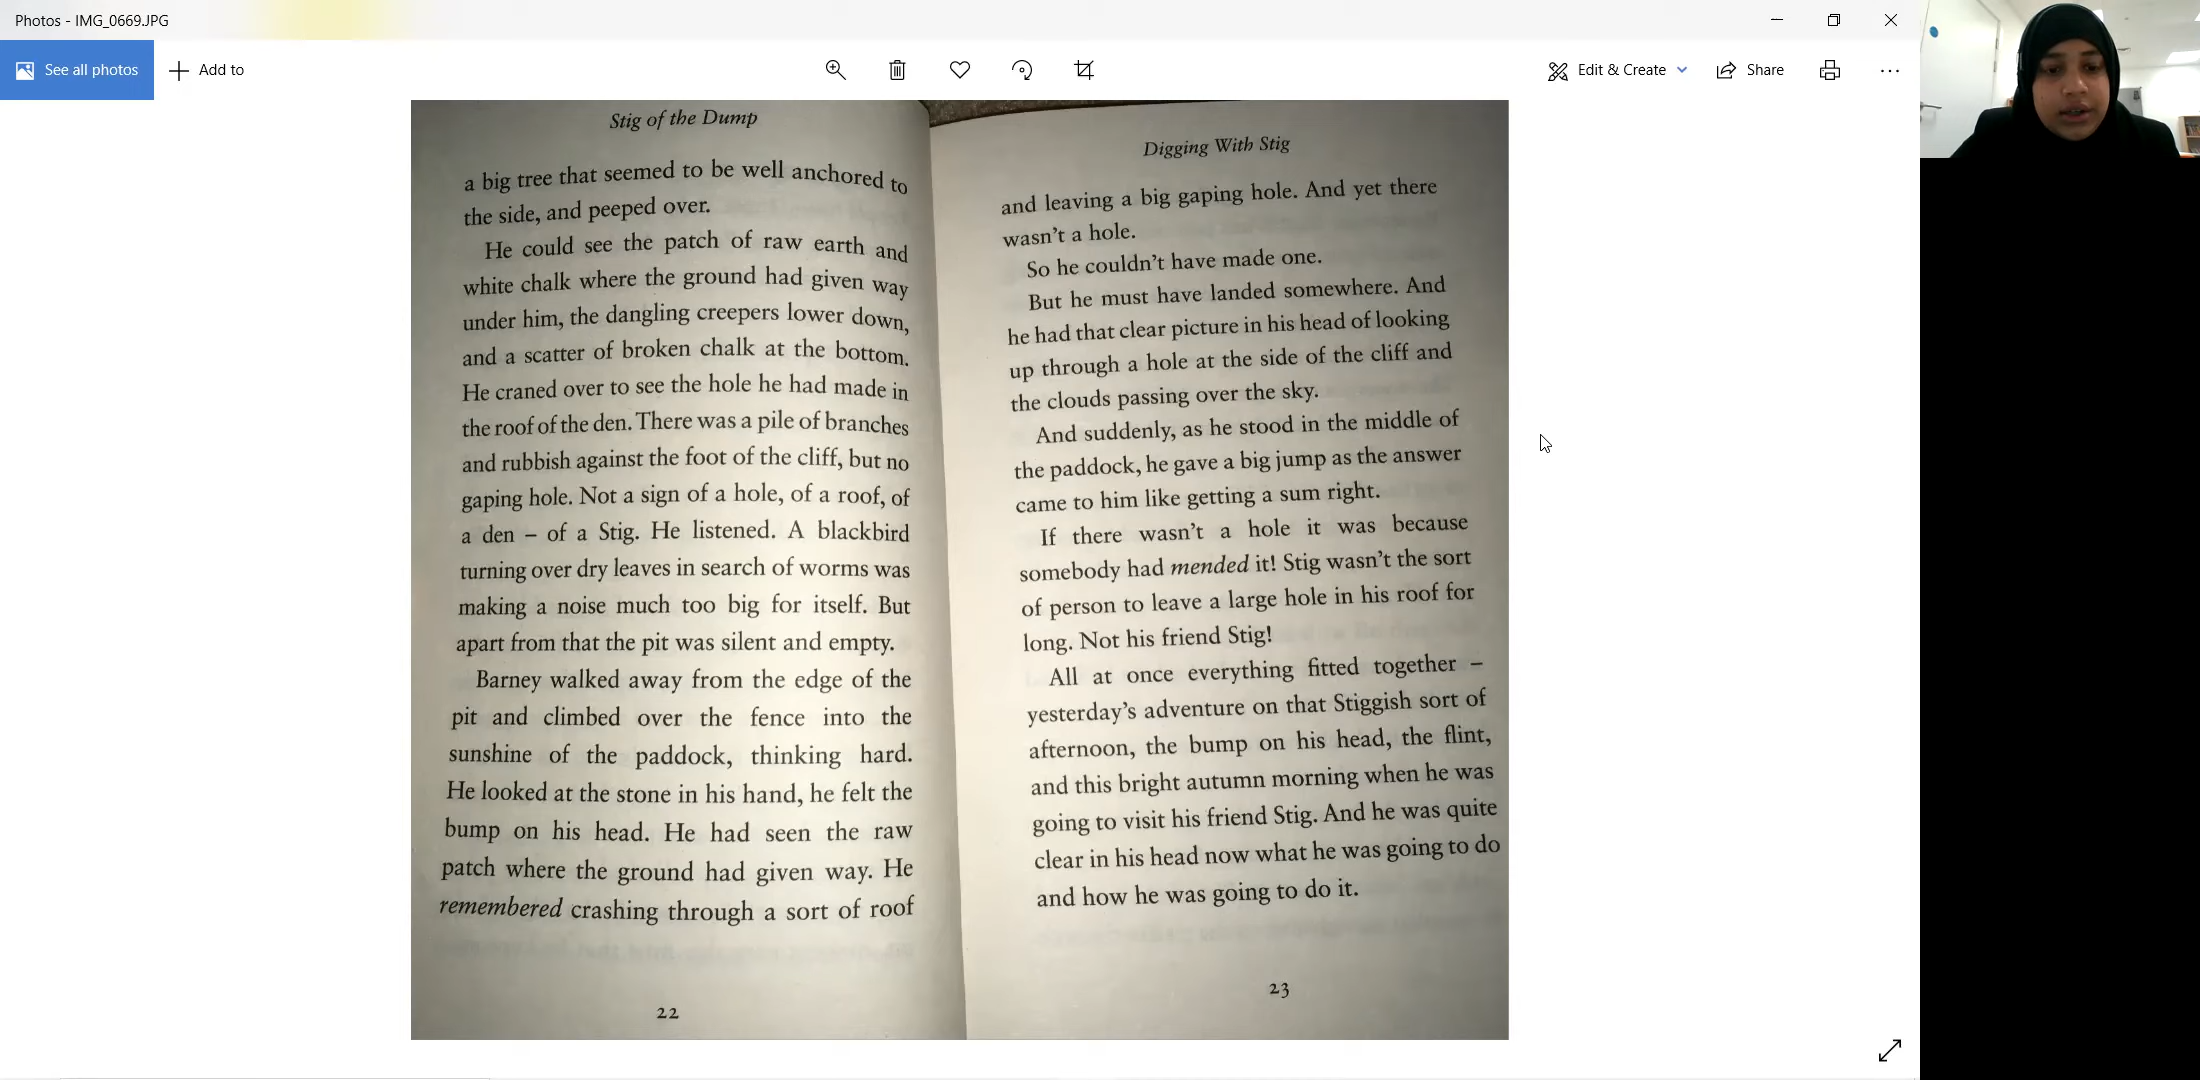 Photos - IMG_0669.JPG
See all photos
Add to
Edit & Create
Share
Stig of the Dump
a big tree that seemed to be well anchored to
the side, and peeped over.
He could see the patch of raw earth and
white chalk where the ground had given way
under him, the dangling creepers lower down,
and a scatter of broken chalk at the bottom.
He craned over to see the hole he had made in
the roof of the den. There was a pile of branches
and rubbish against the foot of the cliff, but no
gaping hole. Not a sign of a hole, of a roof, of
a den – of a Stig. He listened. A blackbird
turning over dry leaves in search of worms was
making a noise much too big for itself. But
apart from that the pit was silent and empty.
Barney walked away from the edge of the
pit and climbed over the fence into the
sunshine of the paddock, thinking hard.
He looked at the stone in his hand, he felt the
bump on his head. He had seen the raw
patch where the ground had given way. He
remembered crashing through a sort of roof
22
Digging With Stig
and leaving a big gaping hole. And yet there
wasn't a hole.
So he couldn't have made one.
But he must have landed somewhere. And
he had that clear picture in his head of looking
up through a hole at the side of the cliff and
the clouds passing over the sky.
And suddenly, as he stood in the middle of
the paddock, he gave a big jump as the answer
came to him like getting a sum right.
If there wasn't a hole it was because
somebody had mended it! Stig wasn't the sort
of person to leave a large hole in his roof for
long. Not his friend Stig!
All at once everything fitted together –
yesterday's adventure on that Stiggish sort of
afternoon, the bump on his head, the flint,
and this bright autumn morning when he was
going to visit his friend Stig. And he was quite
clear in his head now what he was going to do
and how he was going to do it.
23